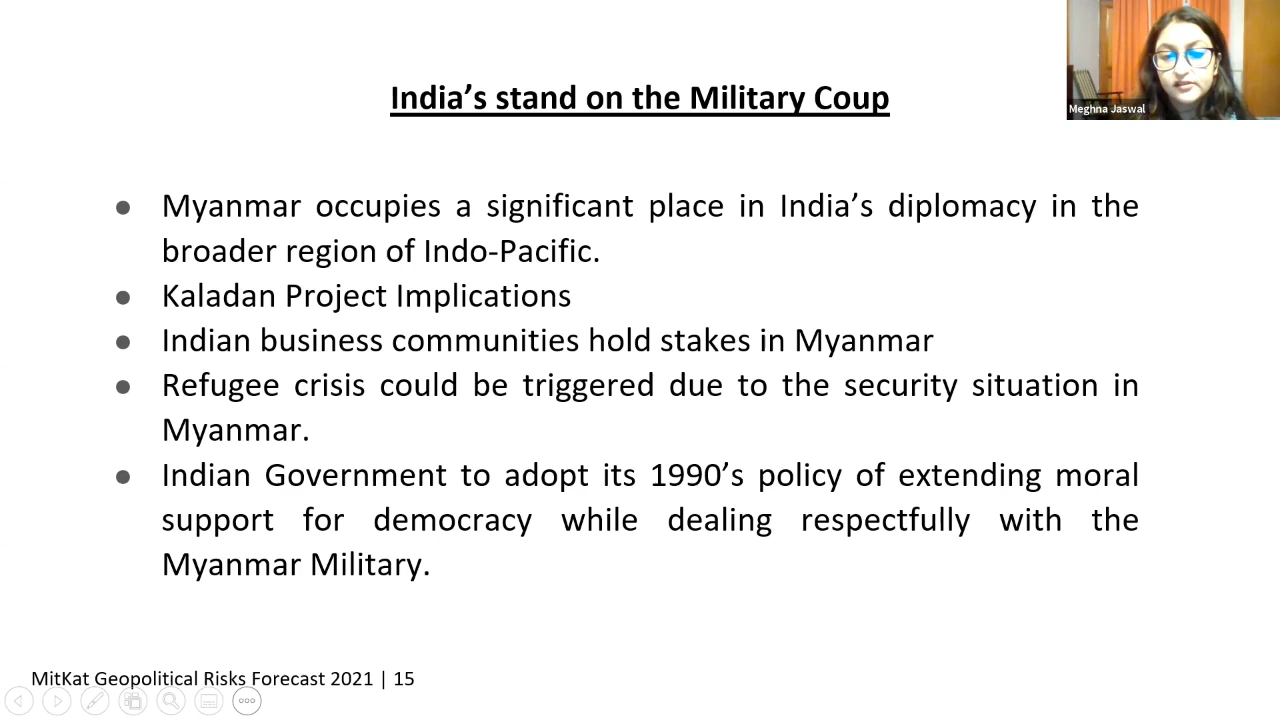 Meghna Jaswal
India’s stand on the Military Coup
● Myanmar occupies a significant place in India’s diplomacy in the
broader region of Indo-Pacific.
● Kaladan Project Implications
● Indian business communities hold stakes in Myanmar
● Refugee crisis could be triggered due to the security situation in
Myanmar.
● Indian Government to adopt its 1990’s policy of extending moral
support for democracy while dealing respectfully with the
Myanmar Military.
MitKat Geopolitical Risks Forecast 2021 | 15